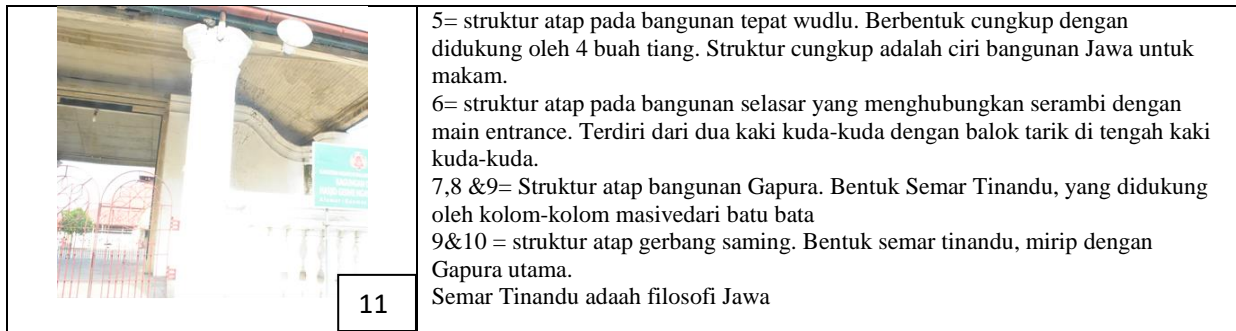 5= struktur atap pada bangunan tepat wudlu. Berbentuk cungkup dengan
didukung oleh 4 buah tiang. Struktur cungkup adalah ciri bangunan Jawa untuk
makam.
6= struktur atap pada bangunan selasar yang menghubungkan serambi dengan
main entrance. Terdiri dari dua kaki kuda-kuda dengan balok tarik di tengah kaki
kuda-kuda.
7,8 &9= Struktur atap bangunan Gapura. Bentuk Semar Tinandu, yang didukung
oleh kolom-kolom masivedari batu bata
9&10 = struktur atap gerbang saming. Bentuk semar tinandu, mirip dengan
Gapura utama.
Semar Tinandu adaah filosofi Jawa
11